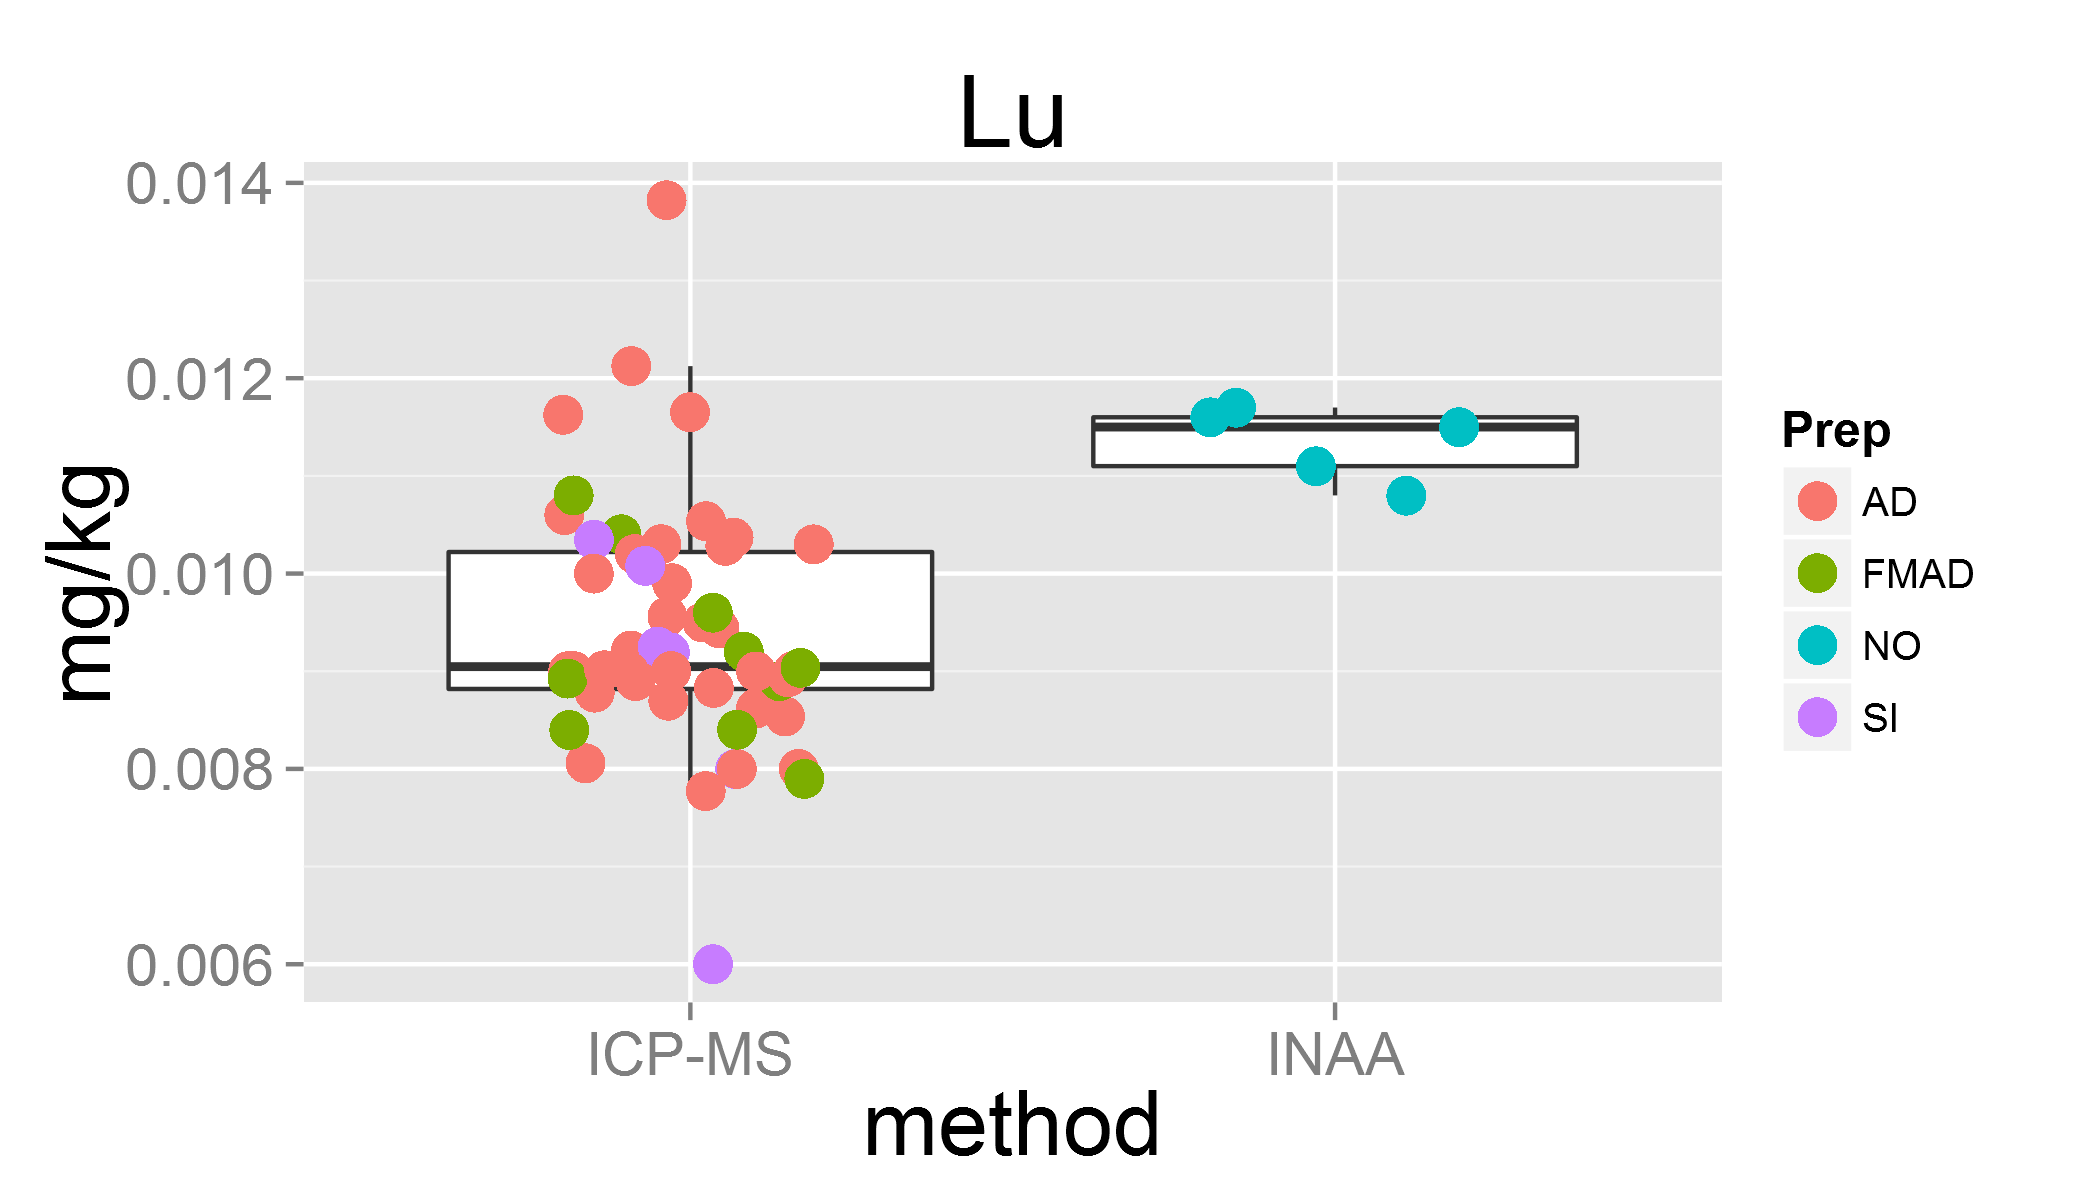 Lu
mg/kg
0.014
0.012
0.010
0.008
0.006
ICP-MS
INAA
method
Prep
AD
FMAD
NO
SI